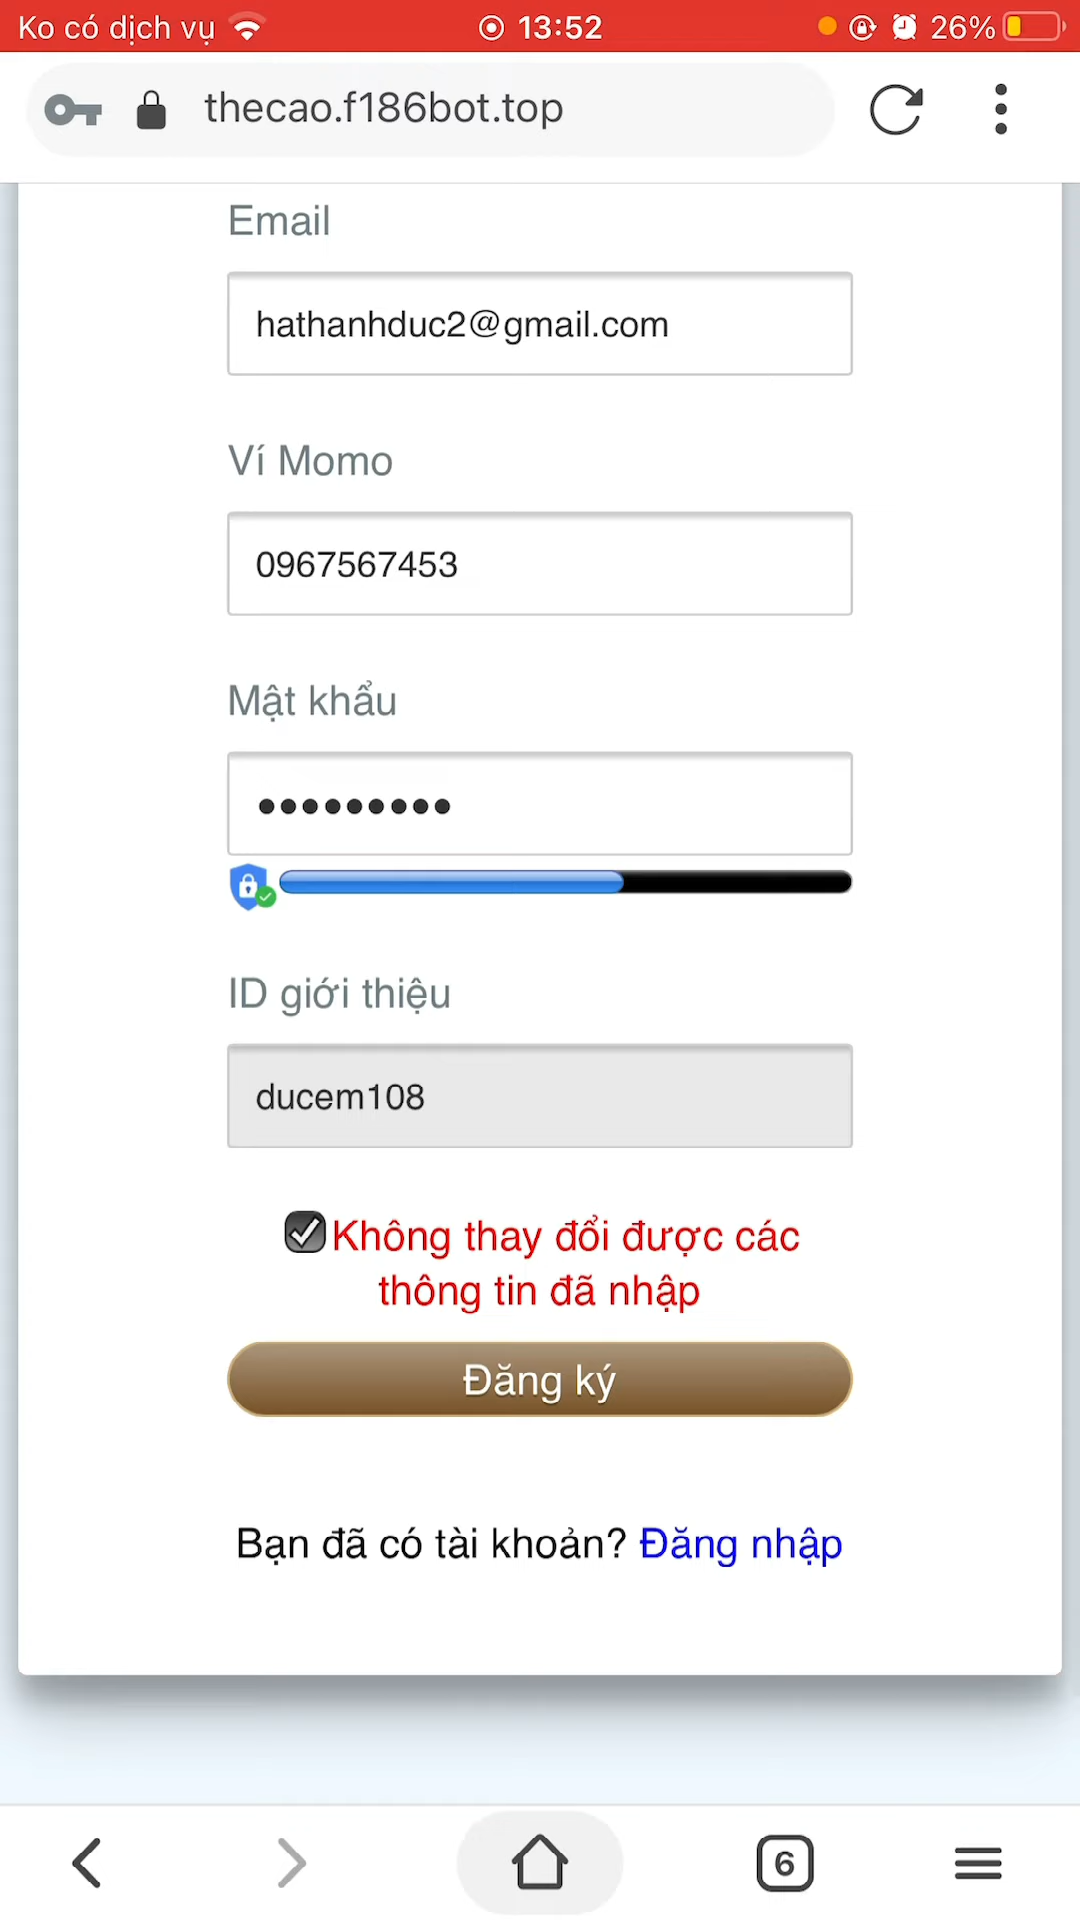 Ko có dịch vụ 13:52 26%
thecao.f186bot.top
Email
hathanhduc2@gmail.com
Ví Momo
0967567453
Mật khẩu
•••••••••
ID giới thiệu
ducem108
Không thay đổi được các
thông tin đã nhập
Đăng ký
Bạn đã có tài khoản? Đăng nhập
6